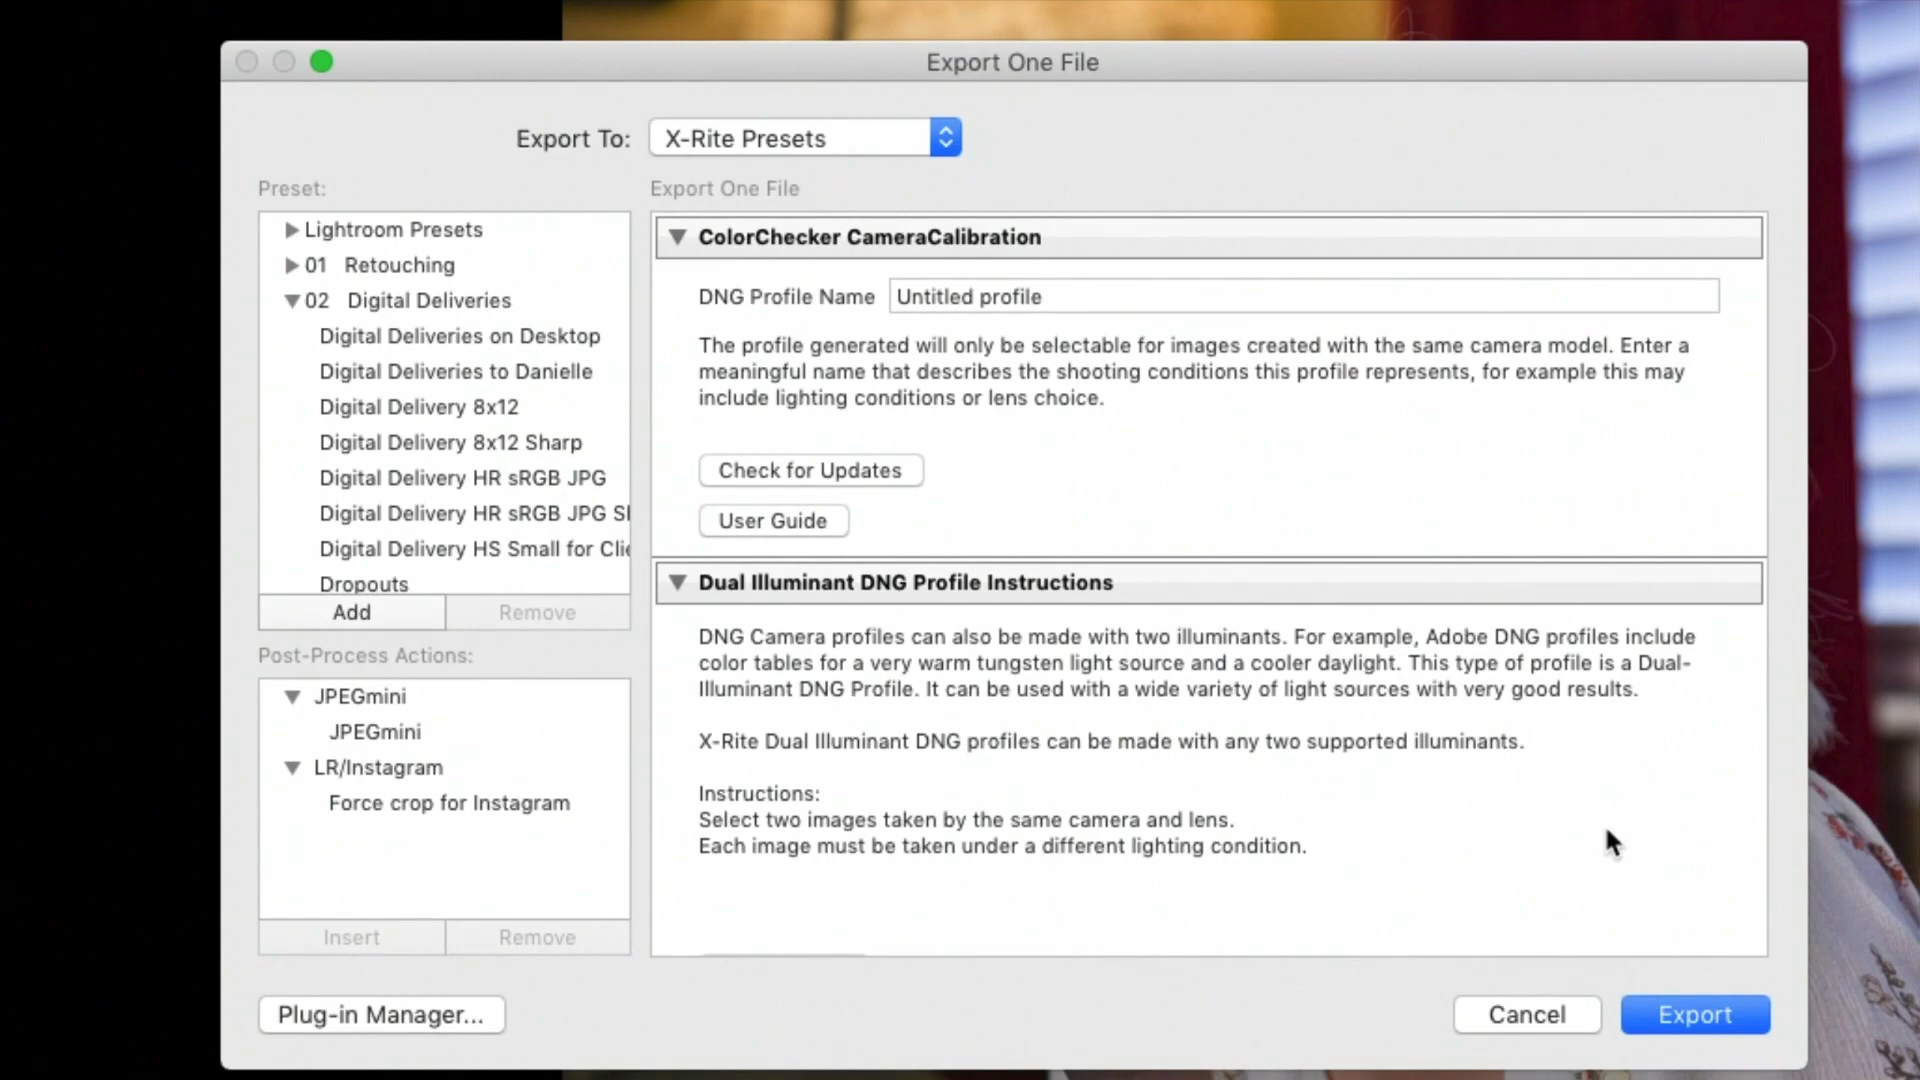 Export One File
Export To: X-Rite Presets
Preset:
Lightroom Presets
01 Retouching
02 Digital Deliveries
Digital Deliveries on Desktop
Digital Deliveries to Danielle
Digital Delivery 8x12
Digital Delivery 8x12 Sharp
Digital Delivery HR sRGB JPG
Digital Delivery HR sRGB JPG
Digital Delivery HS Small for
Dropouts
Add Remove
Post-Process Actions:
JPEGmini
JPEGmini
LR/Instagram
Force crop for Instagram
Insert Remove
Plug-in Manager...
Export One File
ColorChecker CameraCalibration
DNG Profile Name Untitled profile
The profile generated will only be selectable for images created with the same camera model. Enter a
meaningful name that describes the shooting conditions this profile represents, for example this may
include lighting conditions or lens choice.
Check for Updates
User Guide
Dual Illuminant DNG Profile Instructions
DNG Camera profiles can also be made with two illuminants. For example, Adobe DNG profiles include
color tables for a very warm tungsten light source and a cooler daylight. This type of profile is a Dual-
Illuminant DNG Profile. It can be used with a wide variety of light sources with very good results.
X-Rite Dual Illuminant DNG profiles can be made with any two supported illuminants.
Instructions:
Select two images taken by the same camera and lens.
Each image must be taken under a different lighting condition.
Cancel Export